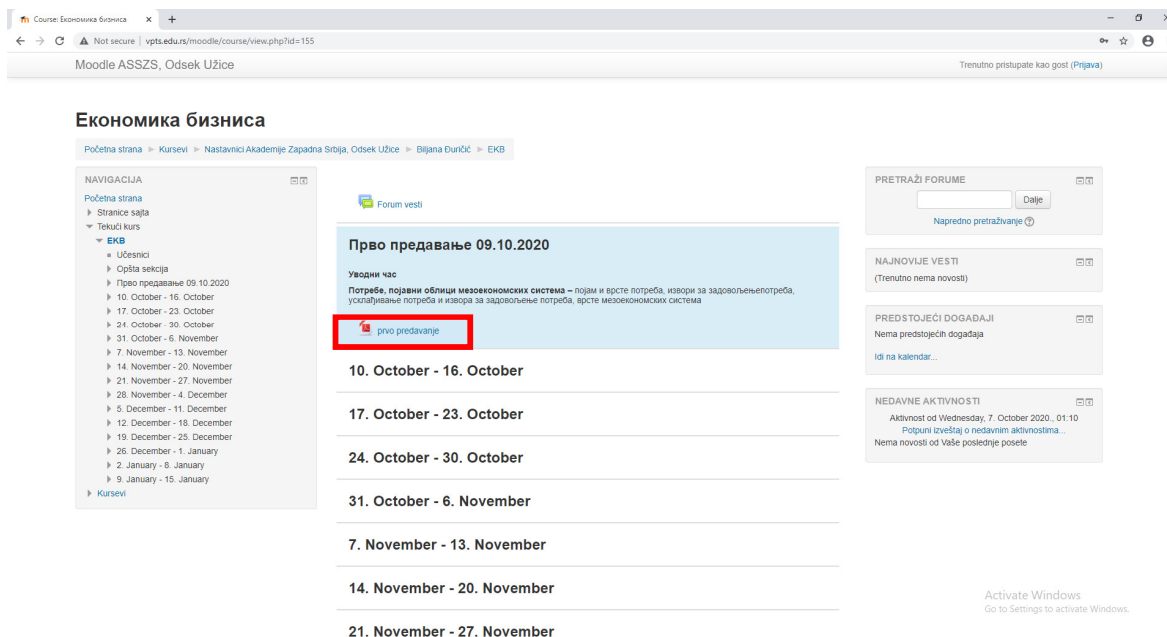 Course: Економика бизниса
Not secure | vpts.edu.rs/moodle/course/view.php?id=155
Moodle ASSZS, Odsek Užice
Trenutno pristupate kao gost (Prijava)
Економика бизниса
Početna strana ► Kursevi ► Nastavnici Akademije Zapadna Srbija, Odsek Užice ► Biljana Đuričić ► EKB
NAVIGACIJA
Početna strana
Stranice sajta
Tekući kurs
EKB
Učesnici
Opšta sekcija
Прво предавање 09.10.2020
10. October - 16. October
17. October - 23. October
24. October - 30. October
31. October - 6. November
7. November - 13. November
14. November - 20. November
21. November - 27. November
28. November - 4. December
5. December - 11. December
12. December - 18. December
19. December - 25. December
26. December - 1. January
2. January - 8. January
9. January - 15. January
Kursevi
Forum vesti
Прво предавање 09.10.2020
Уводни час
Потребе, појавни облици мезоекономских система – појам и врсте потреба, извори за задовољењепотреба,
усклађивање потреба и извора за задовољење потреба, врсте мезоекономских система
prvo predavanje
10. October - 16. October
17. October - 23. October
24. October - 30. October
31. October - 6. November
7. November - 13. November
14. November - 20. November
21. November - 27. November
PRETRAŽI FORUME
Dalje
Napredno pretraživanje
NAJNOVIJE VESTI
(Trenutno nema novosti)
PREDSTOJEĆI DOGAĐAJI
Nema predstojećih događaja
Idi na kalendar...
NEDAVNE AKTIVNOSTI
Aktivnost od Wednesday, 7. October 2020., 01:10
Potpuni izveštaj o nedavnim aktivnostima...
Nema novosti od Vaše poslednje posete
Activate Windows
Go to Settings to activate Windows.